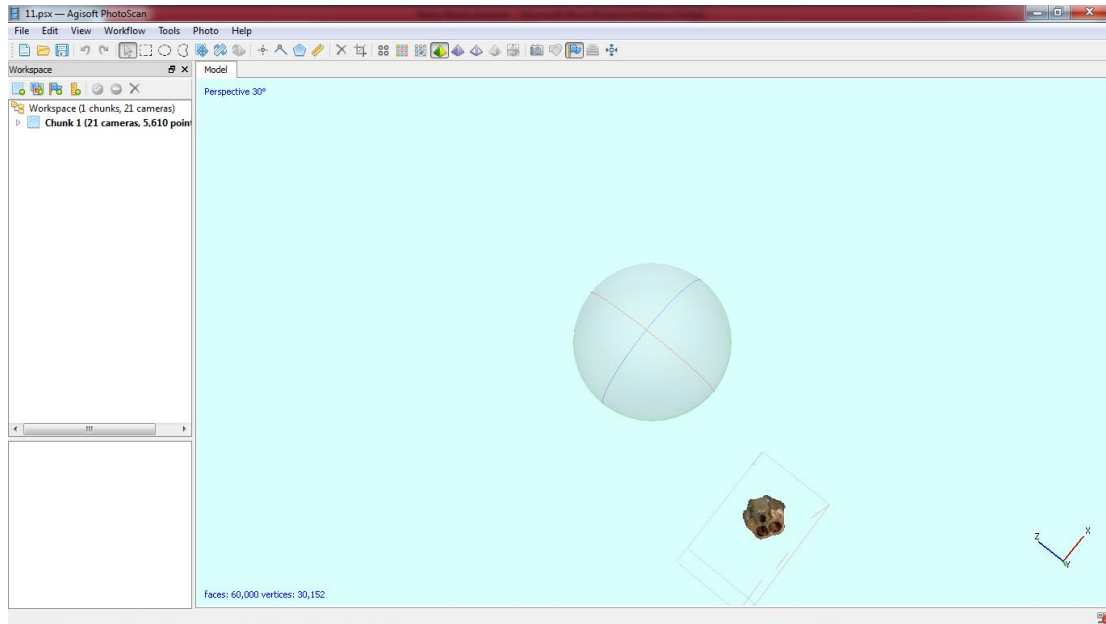 11.psx — Agisoft PhotoScan
File Edit View Workflow Tools Photo Help
Workspace
Model
Perspective 30°
Workspace (1 chunks, 21 cameras)
Chunk 1 (21 cameras, 5,610 poin
Z
X
Y
faces: 60,000 vertices: 30,152